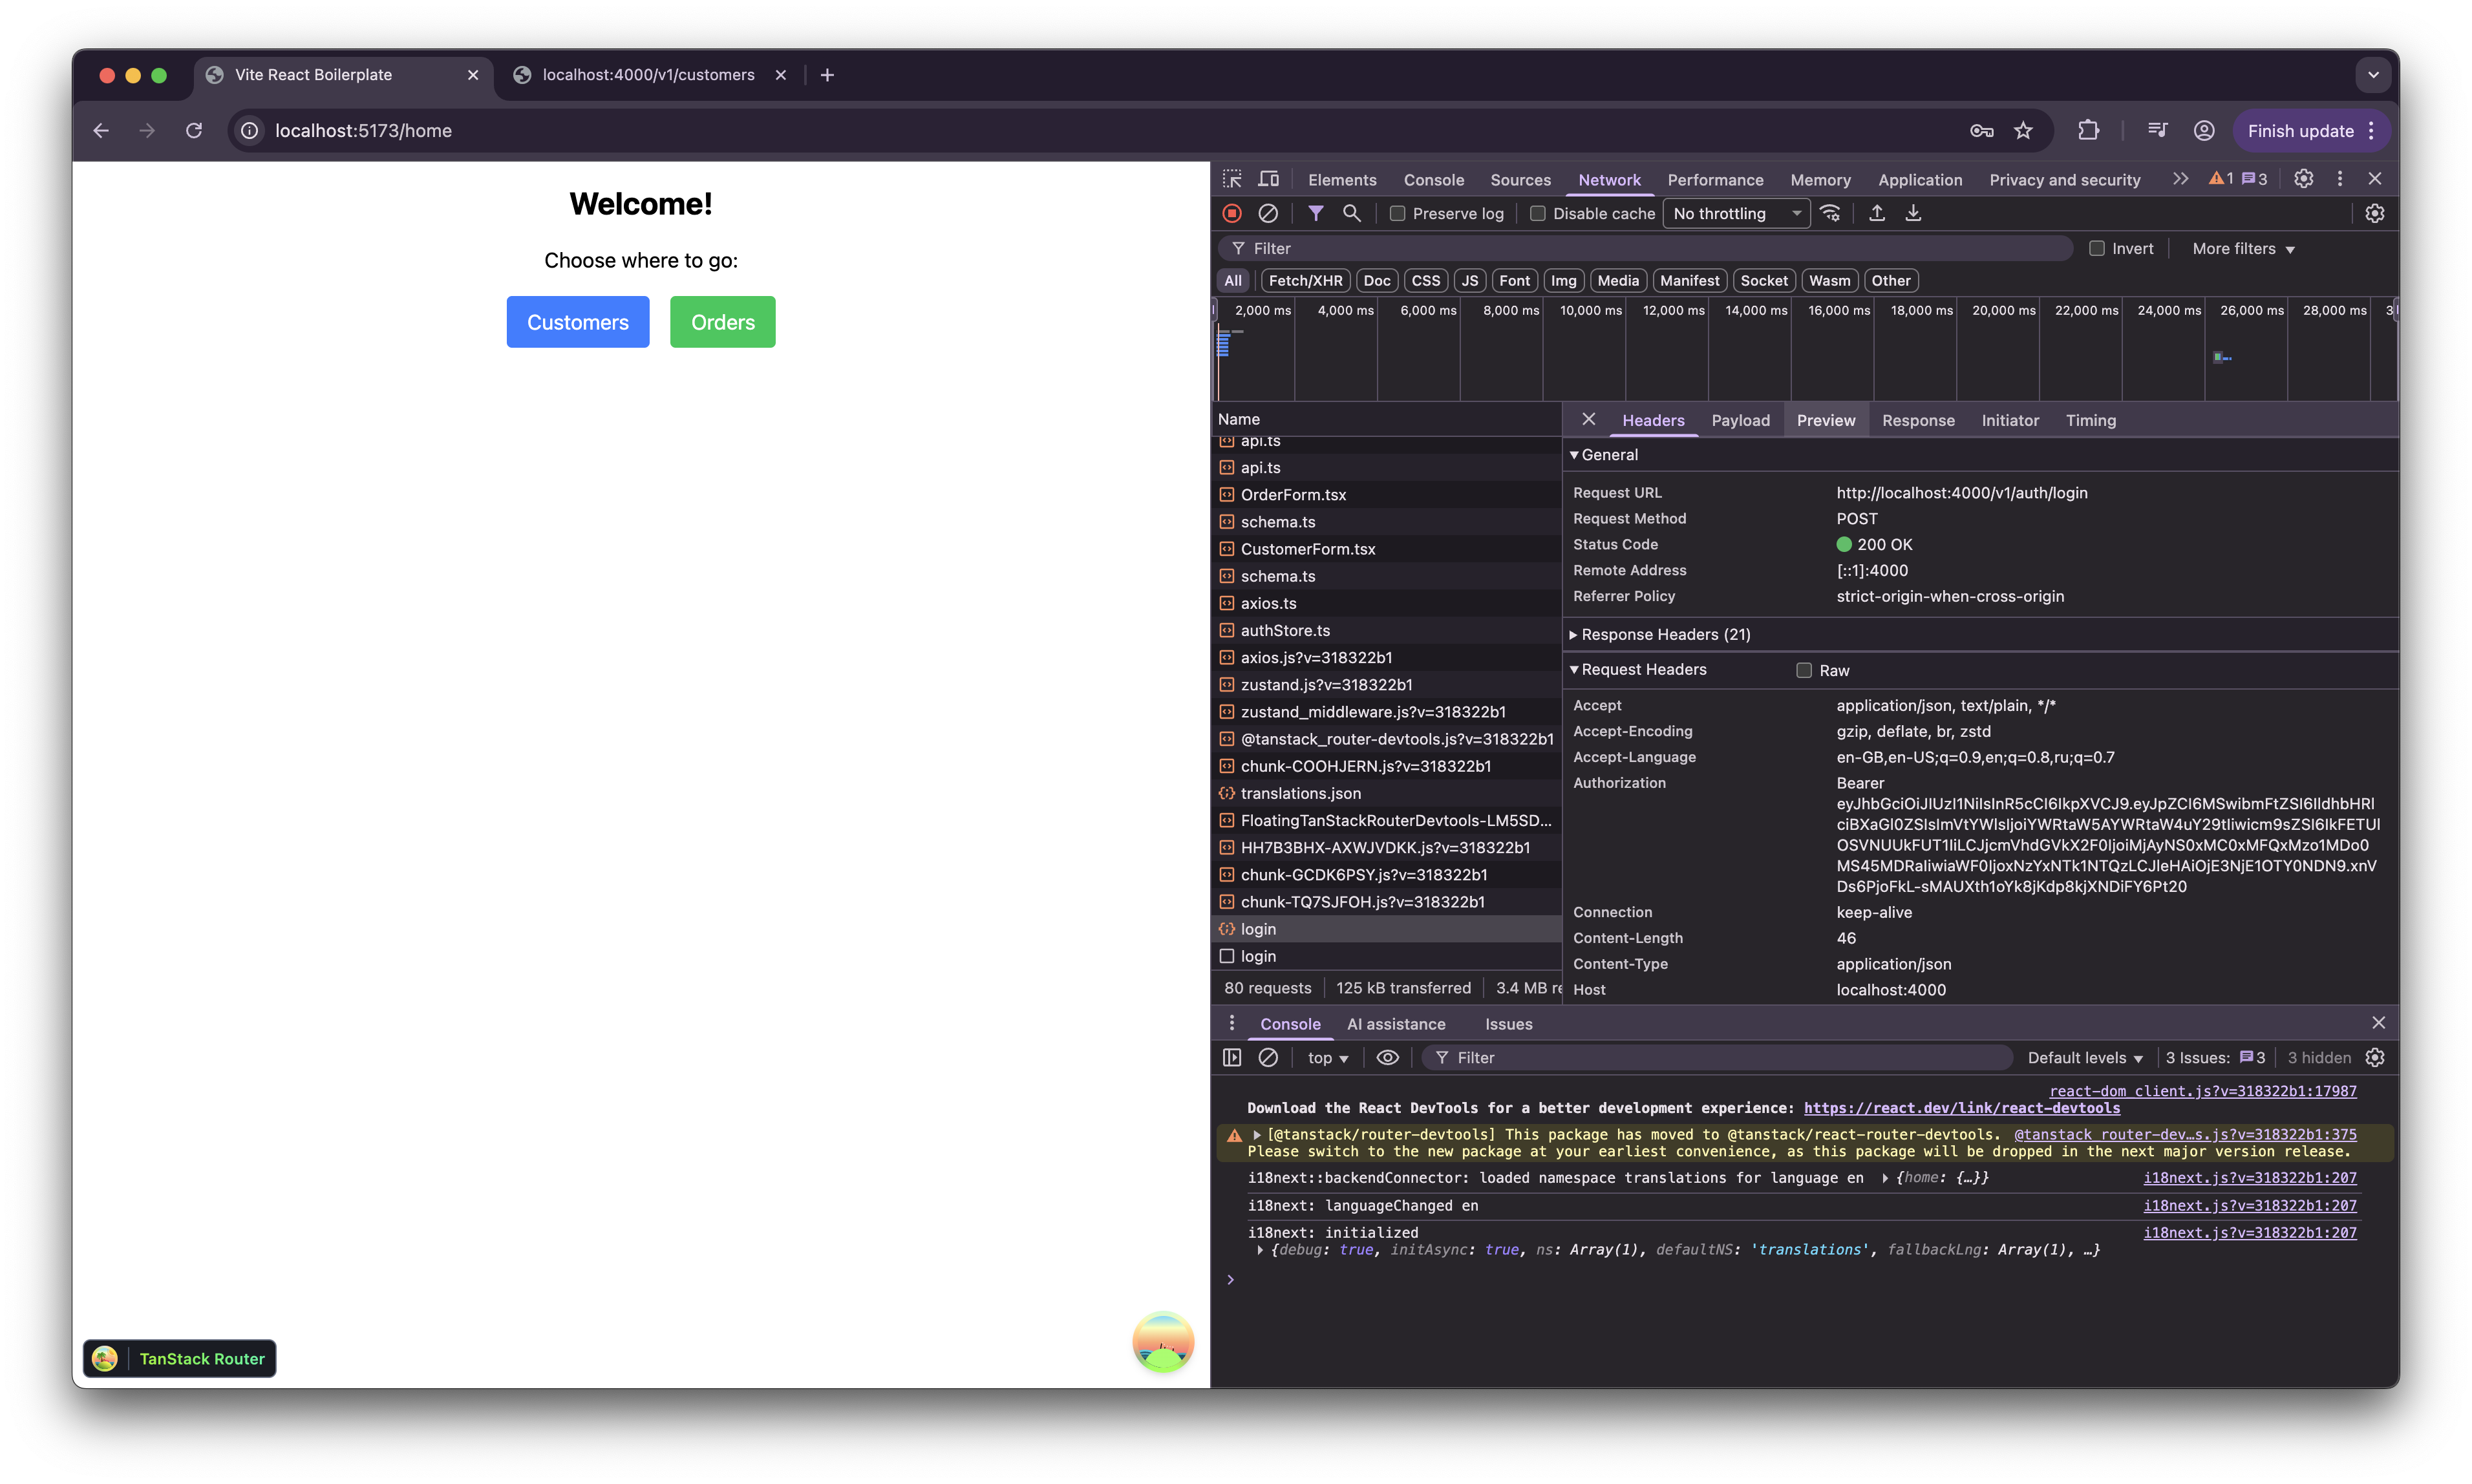 Vite React Boilerplate
localhost:4000/v1/customers
localhost:5173/home
Finish update
Welcome!
Choose where to go:
Customers
Orders
TanStack Router
Elements Console Sources Network Performance Memory Application Privacy and security 1 3
Preserve log Disable cache No throttling
Filter Invert More filters
All Fetch/XHR Doc CSS JS Font Img Media Manifest Socket Wasm Other
2,000 ms 4,000 ms 6,000 ms 8,000 ms 10,000 ms 12,000 ms 14,000 ms 16,000 ms 18,000 ms 20,000 ms 22,000 ms 24,000 ms 26,000 ms 28,000 ms
Name
api.ts
api.ts
OrderForm.tsx
schema.ts
CustomerForm.tsx
schema.ts
axios.ts
authStore.ts
axios.js?v=318322b1
zustand.js?v=318322b1
zustand_middleware.js?v=318322b1
@tanstack_router-devtools.js?v=318322b1
chunk-COOHJERN.js?v=318322b1
translations.json
FloatingTanStackRouterDevtools-LM5SD...
HH7B3BHX-AXWJVDKK.js?v=318322b1
chunk-GCDK6PSY.js?v=318322b1
chunk-TQ7SJFOH.js?v=318322b1
login
login
80 requests 125 kB transferred 3.4 MB re
Headers Payload Preview Response Initiator Timing
General
Request URL http://localhost:4000/v1/auth/login
Request Method POST
Status Code 200 OK
Remote Address [::1]:4000
Referrer Policy strict-origin-when-cross-origin
Response Headers (21)
Request Headers Raw
Accept application/json, text/plain, */*
Accept-Encoding gzip, deflate, br, zstd
Accept-Language en-GB,en-US;q=0.9,en;q=0.8,ru;q=0.7
Authorization Bearer
Connection keep-alive
Content-Length 46
Content-Type application/json
Host localhost:4000
Console AI assistance Issues
top Filter Default levels 3 Issues: 3 3 hidden
react-dom_client.js?v=318322b1:17987
Download the React DevTools for a better development experience: https://react.dev/link/react-devtools
[@tanstack/router-devtools] This package has moved to @tanstack/react-router-devtools. @tanstack_router-dev…s.js?v=318322b1:375
Please switch to the new package at your earliest convenience, as this package will be dropped in the next major version release.
i18next::backendConnector: loaded namespace translations for language en {home: {…}} i18next.js?v=318322b1:207
i18next: languageChanged en i18next.js?v=318322b1:207
i18next: initialized i18next.js?v=318322b1:207
{debug: true, initAsync: true, ns: Array(1), defaultNS: 'translations', fallbackLng: Array(1), …}